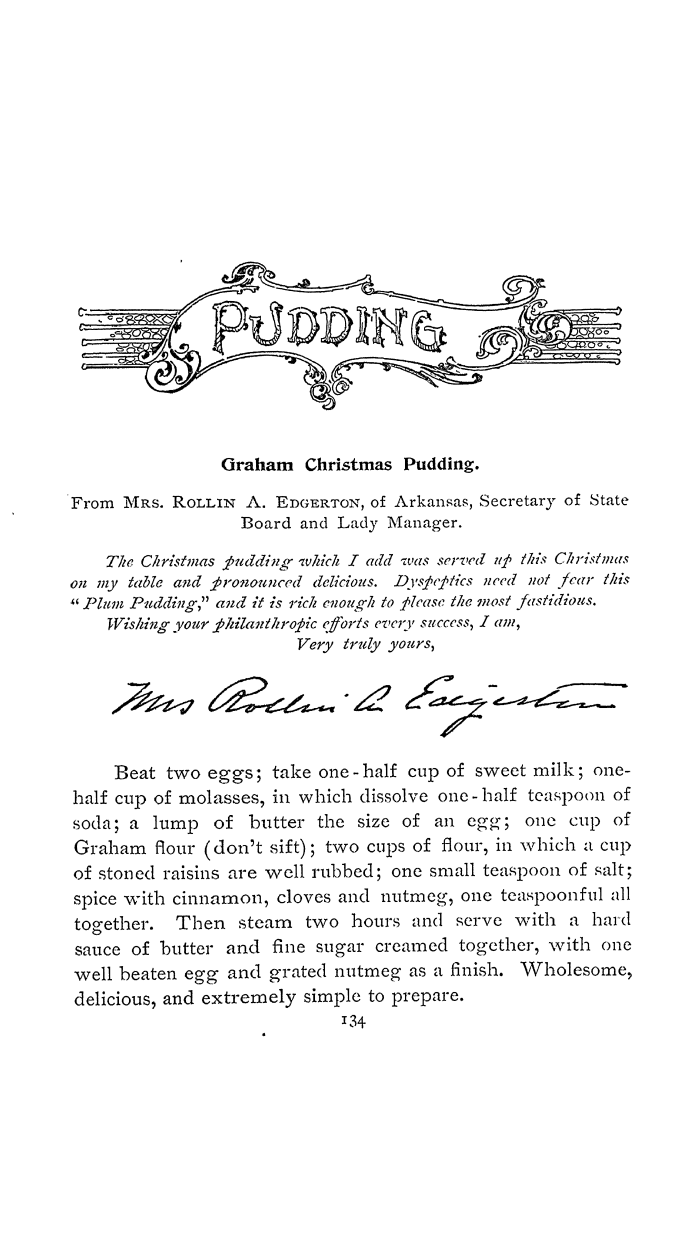 PUDDING
Graham Christmas Pudding.
From Mrs. Rollin A. Edgerton, of Arkansas, Secretary of State
Board and Lady Manager.
The Christmas pudding which I add was served up this Christmas
on my table and pronounced delicious. Dyspeptics need not fear this
"Plum Pudding," and it is rich enough to please the most fastidious.
Wishing your philanthropic efforts every success, I am,
Very truly yours,
Mrs Rollin A Edgerton
Beat two eggs; take one-half cup of sweet milk; one-
half cup of molasses, in which dissolve one-half teaspoon of
soda; a lump of butter the size of an egg; one cup of
Graham flour (don't sift); two cups of flour, in which a cup
of stoned raisins are well rubbed; one small teaspoon of salt;
spice with cinnamon, cloves and nutmeg, one teaspoonful all
together. Then steam two hours and serve with a hard
sauce of butter and fine sugar creamed together, with one
well beaten egg and grated nutmeg as a finish. Wholesome,
delicious, and extremely simple to prepare.
134